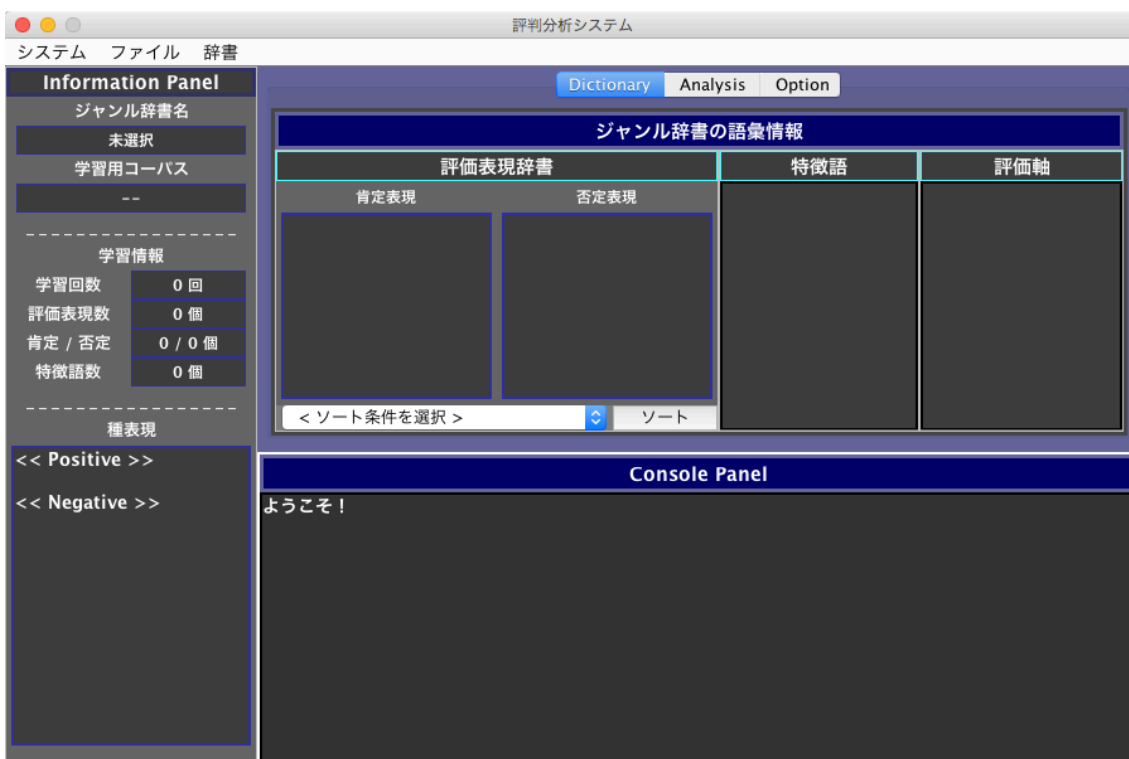 評判分析システム
システム ファイル 辞書
Information Panel
ジャンル辞書名
未選択
学習用コーパス
--
-----------------
学習情報
学習回数 0 回
評価表現数 0 個
肯定 / 否定 0 / 0 個
特徴語数 0 個
-----------------
種表現
<< Positive >>
<< Negative >>
Dictionary Analysis Option
ジャンル辞書の語彙情報
評価表現辞書 特徴語 評価軸
肯定表現 否定表現
< ソート条件を選択 > ソート
Console Panel
ようこそ！